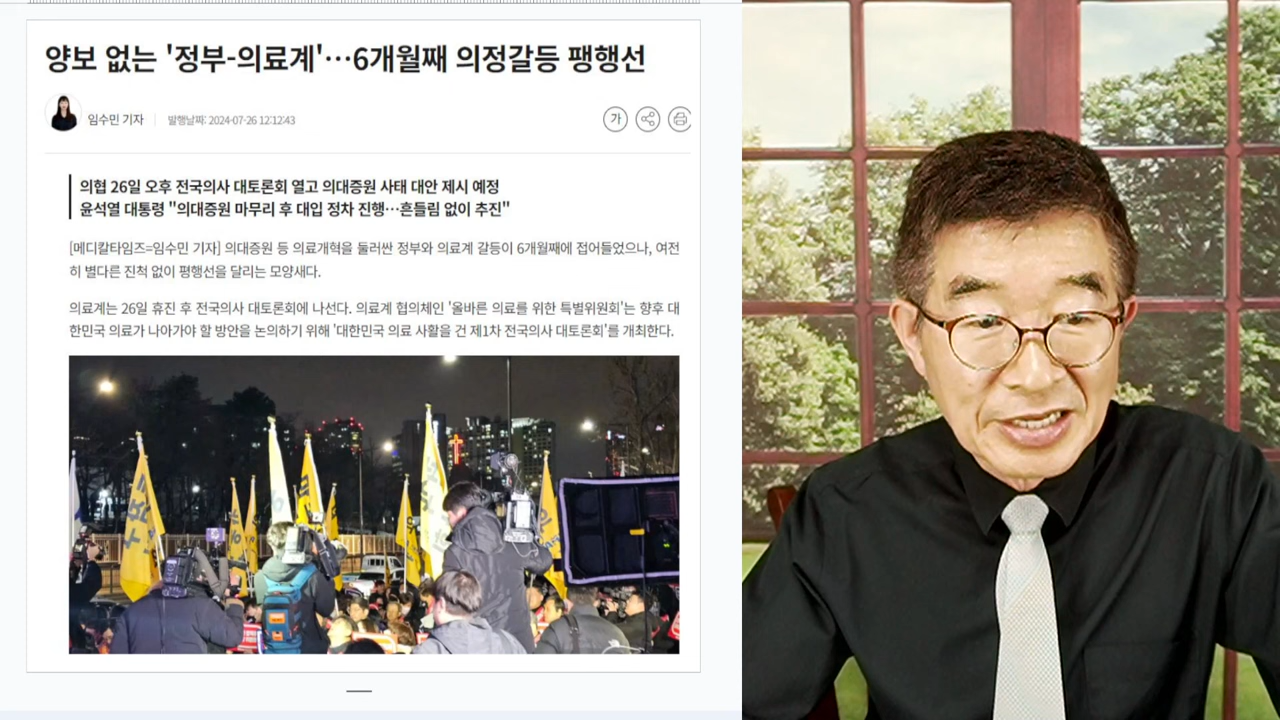 양보 없는 '정부-의료계'…6개월째 의정갈등 팽행선
임수민 기자
발행날짜: 2024-07-26 12:12:43
가
의협 26일 오후 전국의사 대토론회 열고 의대증원 사태 대안 제시 예정
윤석열 대통령 "의대증원 마무리 후 대입 정차 진행…흔들림 없이 추진"
[메디칼타임즈=임수민 기자] 의대증원 등 의료개혁을 둘러싼 정부와 의료계 갈등이 6개월째에 접어들었으나, 여전
히 별다른 진척 없이 평행선을 달리는 모양새다.
의료계는 26일 휴진 후 전국의사 대토론회에 나선다. 의료계 협의체인 '올바른 의료를 위한 특별위원회'는 향후 대
한민국 의료가 나아가야 할 방안을 논의하기 위해 '대한민국 의료 사활을 건 제1차 전국의사 대토론회'를 개최한다.